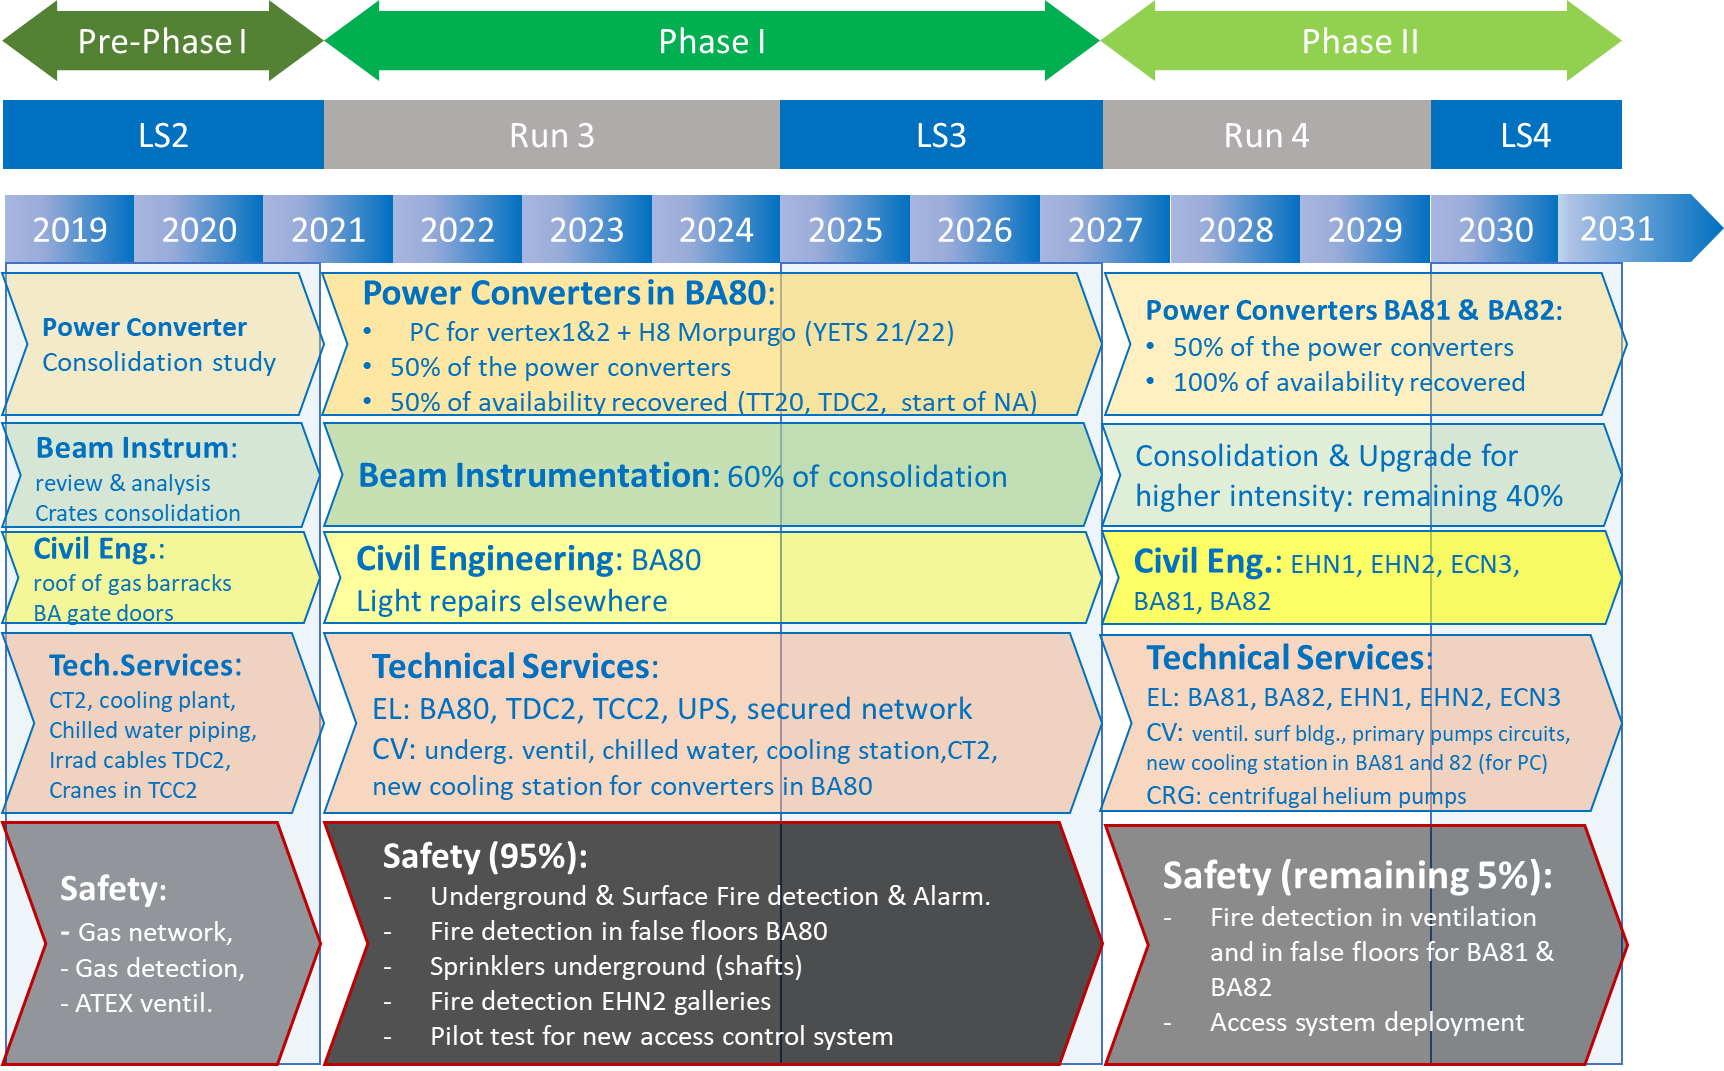 Pre-Phase I
Phase I
Phase II
LS2
Run 3
LS3
Run 4
LS4
2019
2020
2021
2022
2023
2024
2025
2026
2027
2028
2029
2030
2031
Power Converter
Consolidation study
Power Converters in BA80:
• PC for vertex1&2 + H8 Morpurgo (YETS 21/22)
• 50% of the power converters
• 50% of availability recovered (TT20, TDC2, start of NA)
Power Converters BA81 & BA82:
• 50% of the power converters
• 100% of availability recovered
Beam Instrum:
review & analysis
Crates consolidation
Beam Instrumentation: 60% of consolidation
Consolidation & Upgrade for
higher intensity: remaining 40%
Civil Eng.:
roof of gas barracks
BA gate doors
Civil Engineering: BA80
Light repairs elsewhere
Civil Eng.: EHN1, EHN2, ECN3,
BA81, BA82
Tech.Services:
CT2, cooling plant,
Chilled water piping,
Irrad cables TDC2,
Cranes in TCC2
Technical Services:
EL: BA80, TDC2, TCC2, UPS, secured network
CV: underg. ventil, chilled water, cooling station,CT2,
new cooling station for converters in BA80
Technical Services:
EL: BA81, BA82, EHN1, EHN2, ECN3
CV: ventil. surf bldg., primary pumps circuits,
new cooling station in BA81 and 82 (for PC)
CRG: centrifugal helium pumps
Safety:
- Gas network,
- Gas detection,
- ATEX ventil.
Safety (95%):
- Underground & Surface Fire detection & Alarm.
- Fire detection in false floors BA80
- Sprinklers underground (shafts)
- Fire detection EHN2 galleries
- Pilot test for new access control system
Safety (remaining 5%):
- Fire detection in ventilation
and in false floors for BA81 &
BA82
- Access system deployment